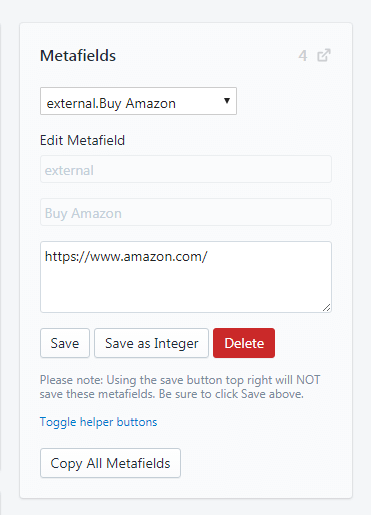 Metafields 4
external.Buy Amazon
Edit Metafield
external
Buy Amazon
https://www.amazon.com/
Save Save as Integer Delete
Please note: Using the save button top right will NOT
save these metafields. Be sure to click Save above.
Toggle helper buttons
Copy All Metafields